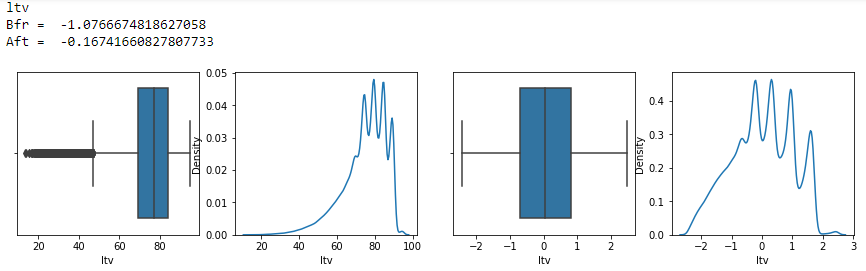 ltv
Bfr =  -1.0766674818627058
Aft =  -0.16741660827807733
20 40 60 80
ltv
Density
0.00 0.01 0.02 0.03 0.04 0.05
20 40 60 80 100
ltv
−2 −1 0 1 2
ltv
Density
0.0 0.1 0.2 0.3 0.4
−2 −1 0 1 2 3
ltv